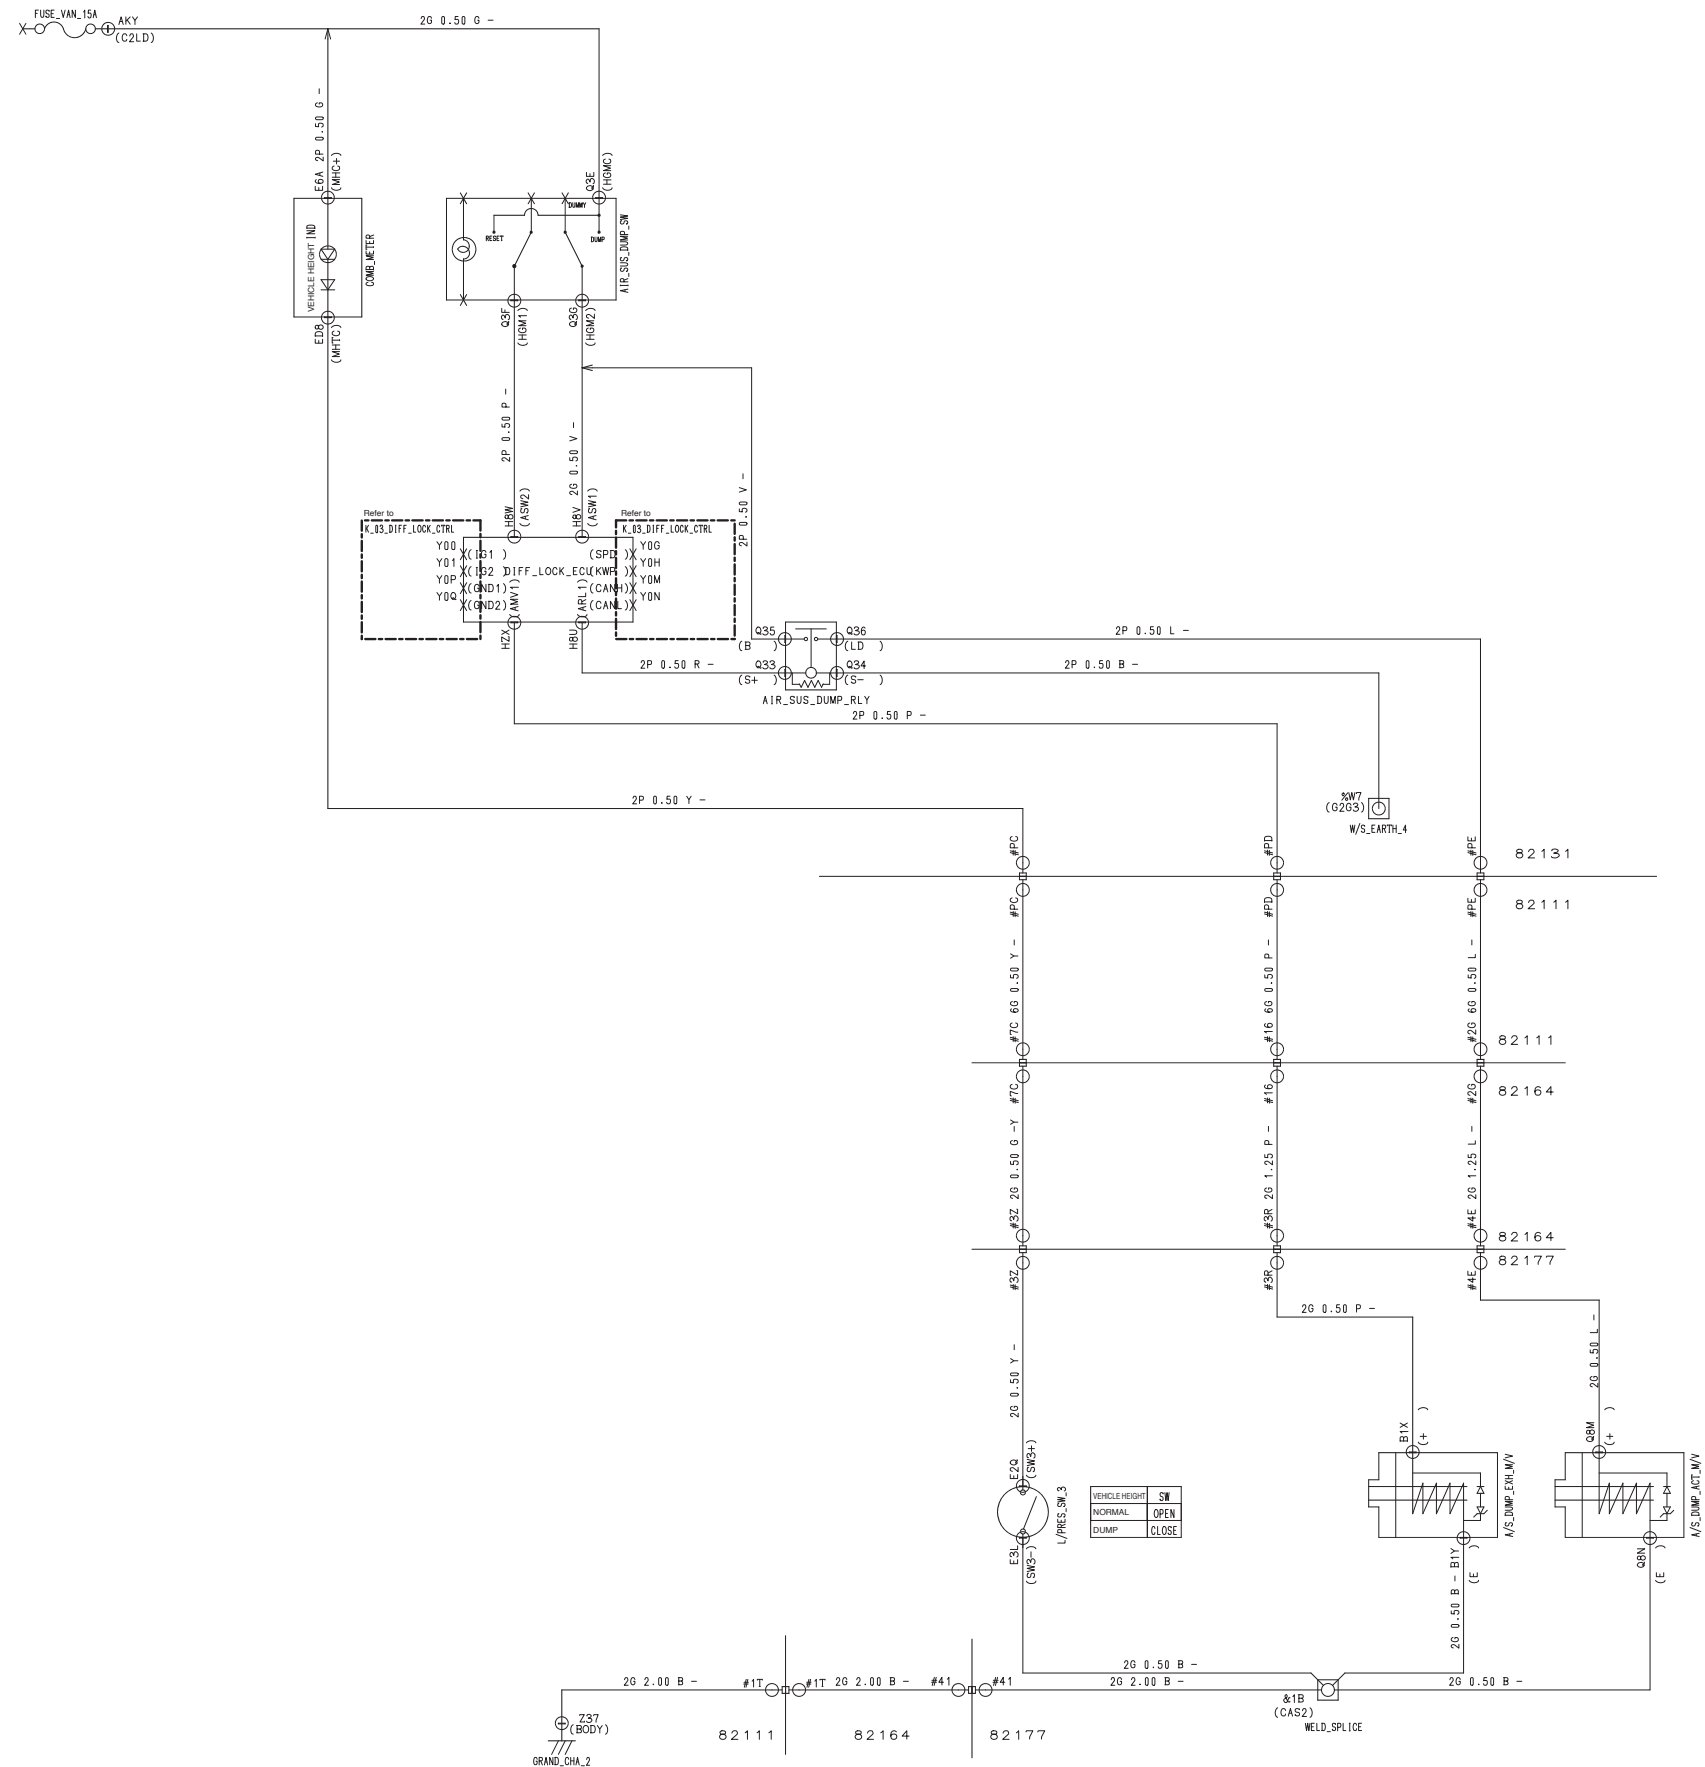 FUSE_VAN_15A
AKY
(C2LD)
2G 0.50 G -
E6A 2P 0.50 G -
(MHC+)
Q3E
(HGMC)
VEHICLE HEIGHT IND
COMB_METER
ED8
(MHTC)
DUMMY
RESET
DUMP
AIR_SUS_DUMP_SW
Q3F
(HGM1)
Q3G
(HGM2)
2P 0.50 P -
2G 0.50 V -
2P 0.50 V -
H8W
(ASW2)
H8V
(ASW1)
Refer to
K_03_DIFF_LOCK_CTRL
Refer to
K_03_DIFF_LOCK_CTRL
Y00
(IG1 )
(SPD )
Y0G
Y01
(IG2 )
DIFF_LOCK_ECU
(KWP )
Y0H
Y0P
(GND1)
(CANH)
Y0M
Y0Q
(GND2)
(CANL)
Y0N
(AMV1)
(ARL1)
HZX
H8U
Q35
(B )
Q36
(LD )
2P 0.50 L -
2P 0.50 R -
Q33
(S+ )
Q34
(S- )
2P 0.50 B -
AIR_SUS_DUMP_RLY
2P 0.50 P -
2P 0.50 Y -
%W7
(G2G3)
W/S_EARTH_4
#PC
#PD
#PE
82131
#PC
#PD
#PE
82111
6G 0.50 Y -
6G 0.50 P -
6G 0.50 L -
#7C
#16
#2G
82111
#7C
#16
#2G
82164
2G 0.50 G -Y
2G 1.25 P -
2G 1.25 L -
#3Z
#3R
#4E
82164
#3Z
#3R
#4E
82177
2G 0.50 P -
2G 0.50 Y -
2G 0.50 L -
E2Q
(SW3+)
B1X
(+ )
Q8M
(+ )
L/PRES_SW_3
VEHICLE HEIGHT SW
NORMAL OPEN
DUMP CLOSE
A/S_DUMP_EXH_M/V
A/S_DUMP_ACT_M/V
E3L
(SW3-)
2G 0.50 B - B1Y
(E )
Q8N
(E )
2G 0.50 B -
2G 2.00 B -
#1T
#1T
2G 2.00 B -
#41
#41
2G 2.00 B -
2G 0.50 B -
&1B
(CAS2)
WELD_SPLICE
Z37
(BODY)
GRAND_CHA_2
82111
82164
82177